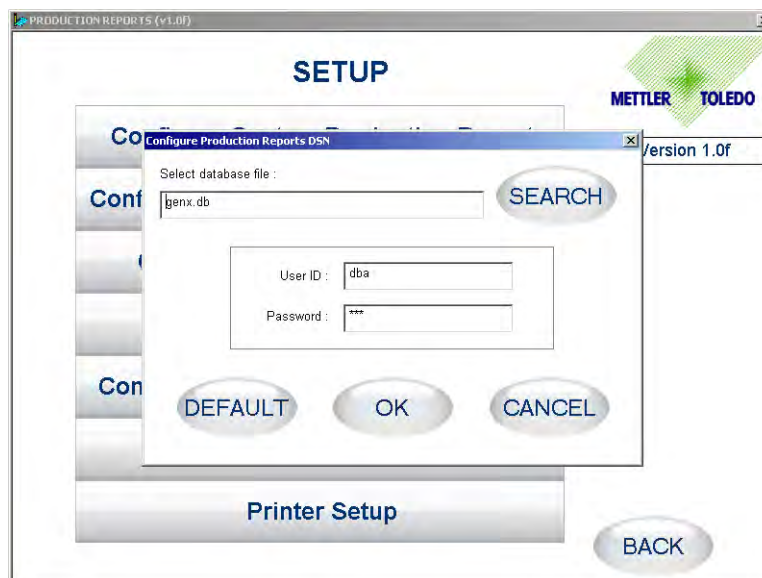 PRODUCTION REPORTS (v1.0f)
SETUP
METTLER TOLEDO
Version 1.0f
Configure Production Reports DSN
Select database file :
genx.db
SEARCH
User ID :
dba
Password :
***
DEFAULT
OK
CANCEL
Printer Setup
BACK